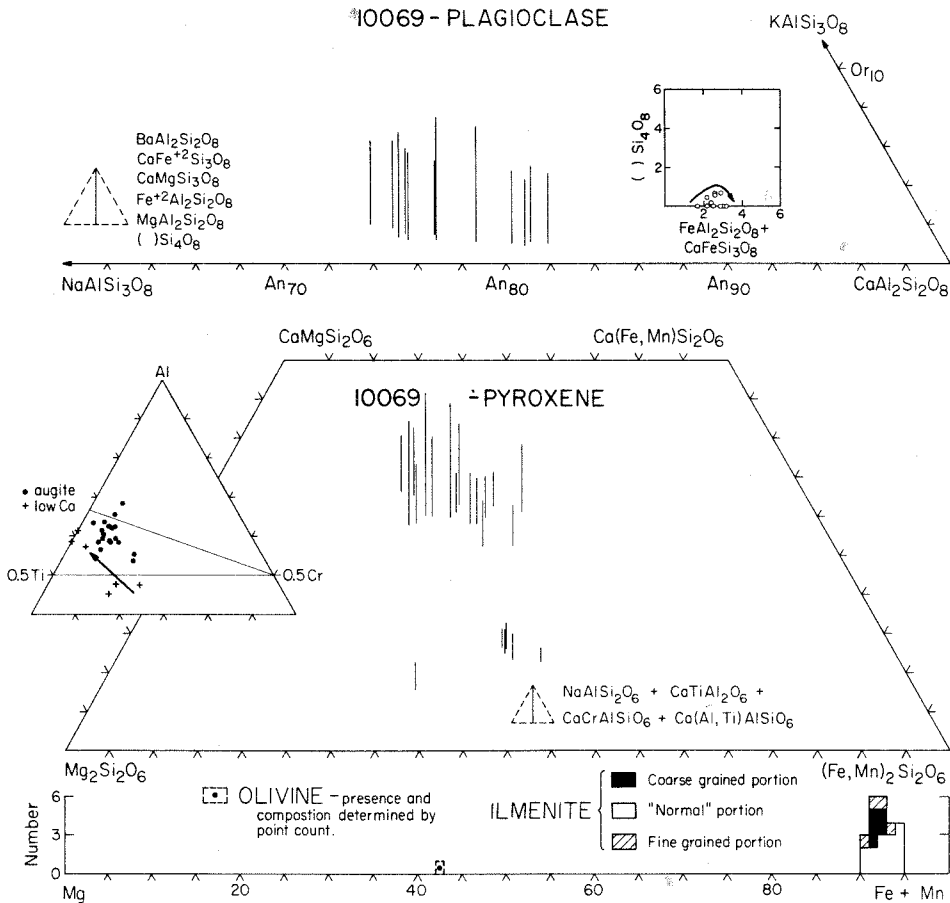 10069 - PLAGIOCLASE
KAlSi₃O₈
Or₁₀
BaAl₂Si₂O₈
CaFe⁺²Si₃O₈
CaMgSi₃O₈
Fe⁺²Al₂Si₂O₈
MgAl₂Si₂O₈
( )Si₄O₈
6
4
2
( ) Si₄O₈
2 4 6
FeAl₂Si₂O₈ +
CaFeSi₃O₈
NaAlSi₃O₈ An₇₀ An₈₀ An₉₀ CaAl₂Si₂O₈
CaMgSi₂O₆ Ca(Fe, Mn)Si₂O₆
10069 - PYROXENE
Al
• augite
+ low Ca
0.5Ti 0.5Cr
NaAlSi₂O₆ + CaTiAl₂O₆ +
CaCrAlSiO₆ + Ca(Al, Ti)AlSiO₆
Mg₂Si₂O₆ (Fe, Mn)₂Si₂O₆
Number
6
3
0
OLIVINE - presence and
compostion determined by
point count.
ILMENITE
Coarse grained portion
"Normal" portion
Fine grained portion
Mg 20 40 60 80 Fe + Mn